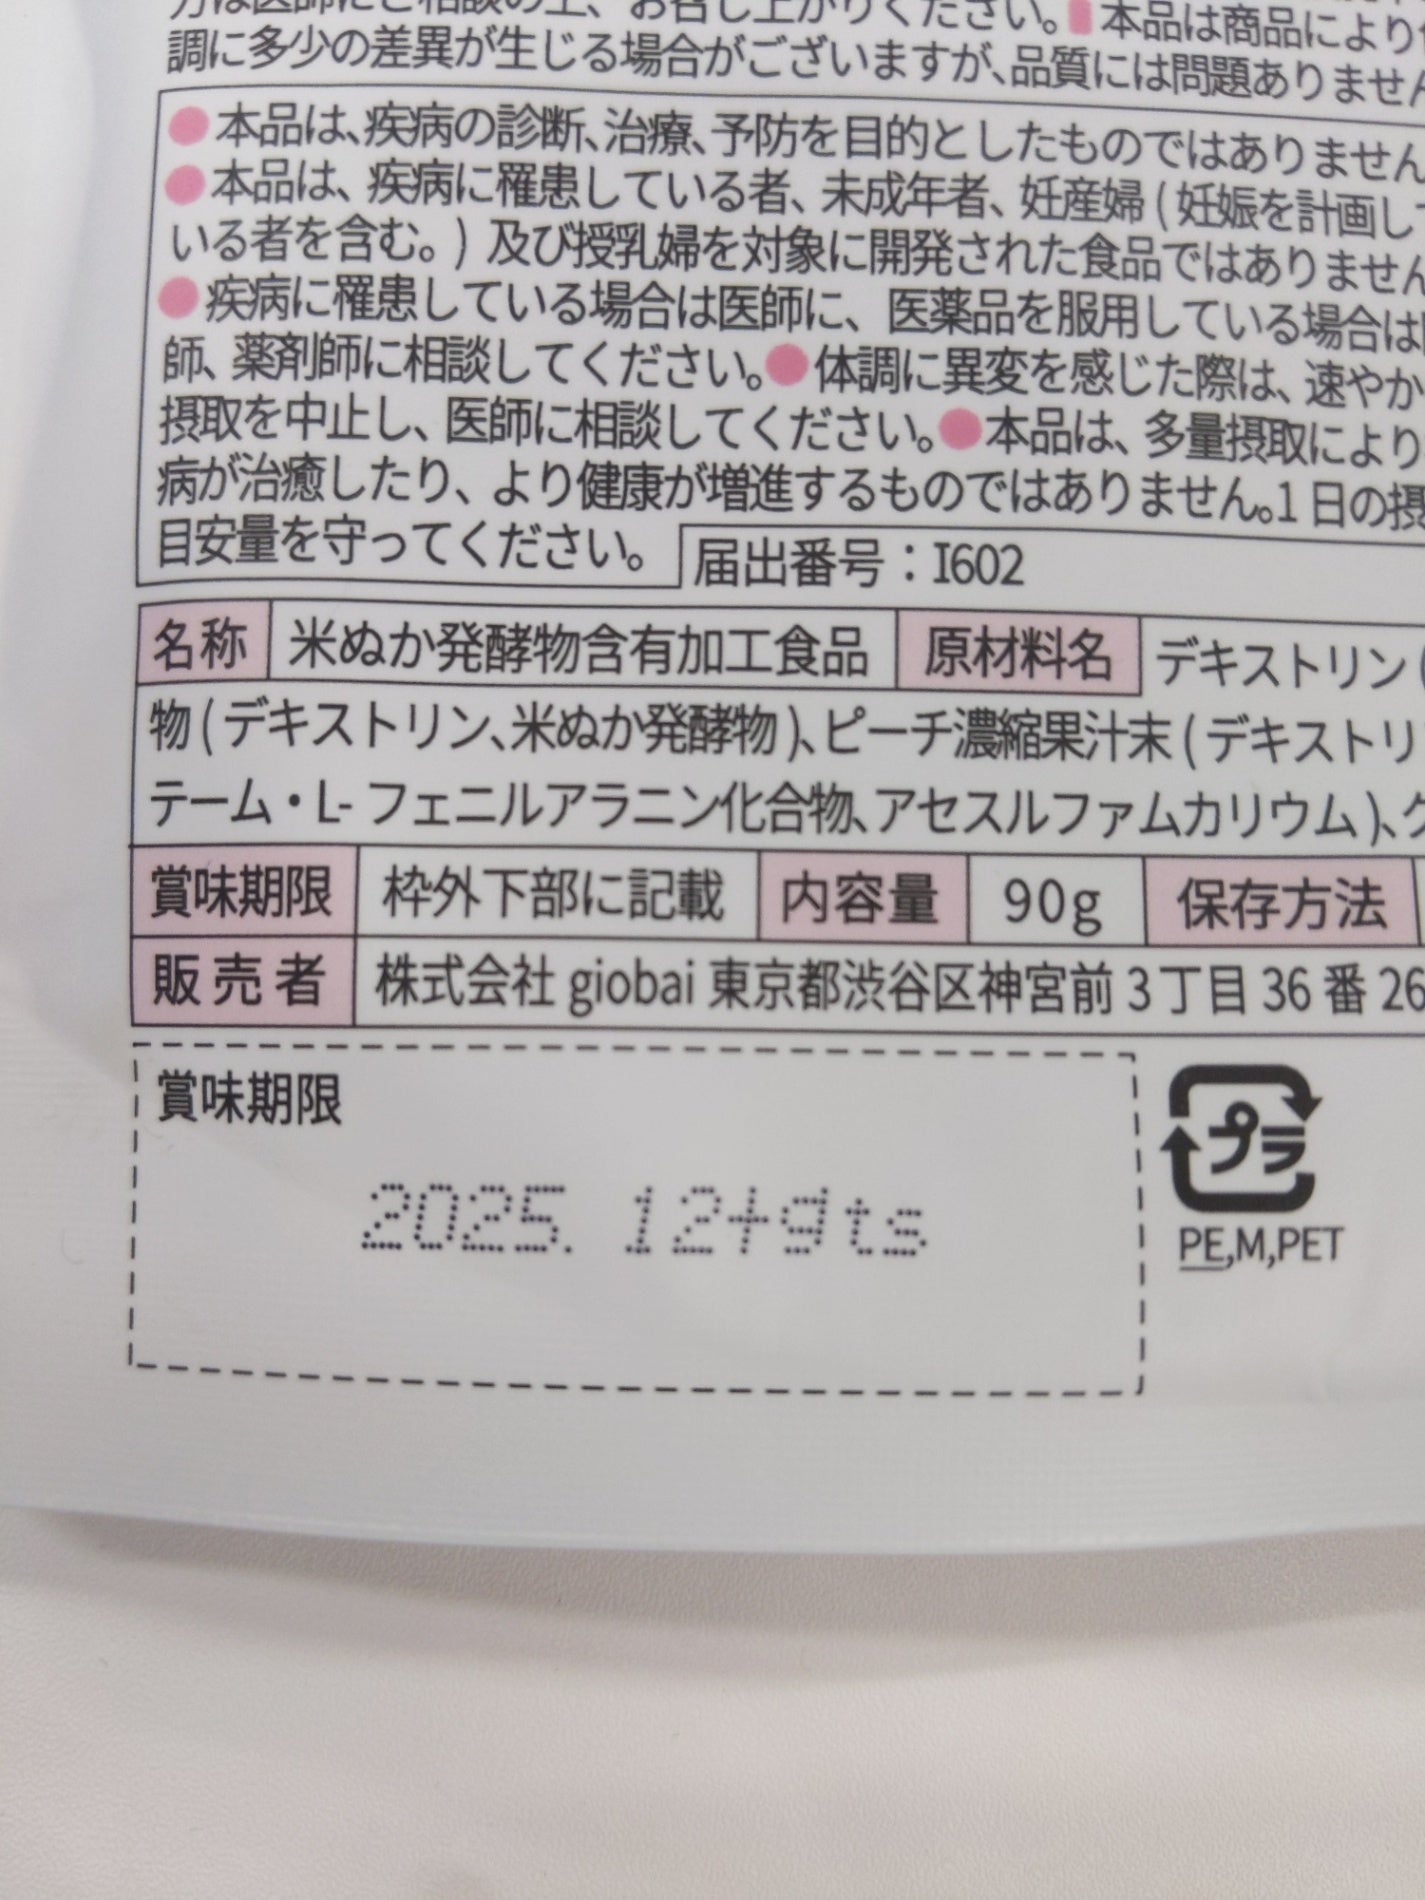 方は医師にご相談の上、お召し上がりください。本品は商品により
調に多少の差異が生じる場合がございますが、品質には問題ありません
●本品は、疾病の診断、治療、予防を目的としたものではありません
●本品は、疾病に罹患している者、未成年者、妊産婦(妊娠を計画して
いる者を含む。)及び授乳婦を対象に開発された食品ではありません
●疾病に罹患している場合は医師に、医薬品を服用している場合は
師、薬剤師に相談してください。●体調に異変を感じた際は、速やか
摂取を中止し、医師に相談してください。●本品は、多量摂取により
病が治癒したり、より健康が増進するものではありません。1日の摂
目安量を守ってください。
届出番号：I602
名称 米ぬか発酵物含有加工食品 原材料名 デキストリン(
物(デキストリン、米ぬか発酵物)、ピーチ濃縮果汁末(デキストリ
テーム・L-フェニルアラニン化合物、アセスルファムカリウム)、ク
賞味期限 枠外下部に記載 内容量 90g 保存方法
販売者 株式会社 giobai 東京都渋谷区神宮前3丁目36番26
賞味期限
2025. 12+9ts
プラ
PE,M,PET